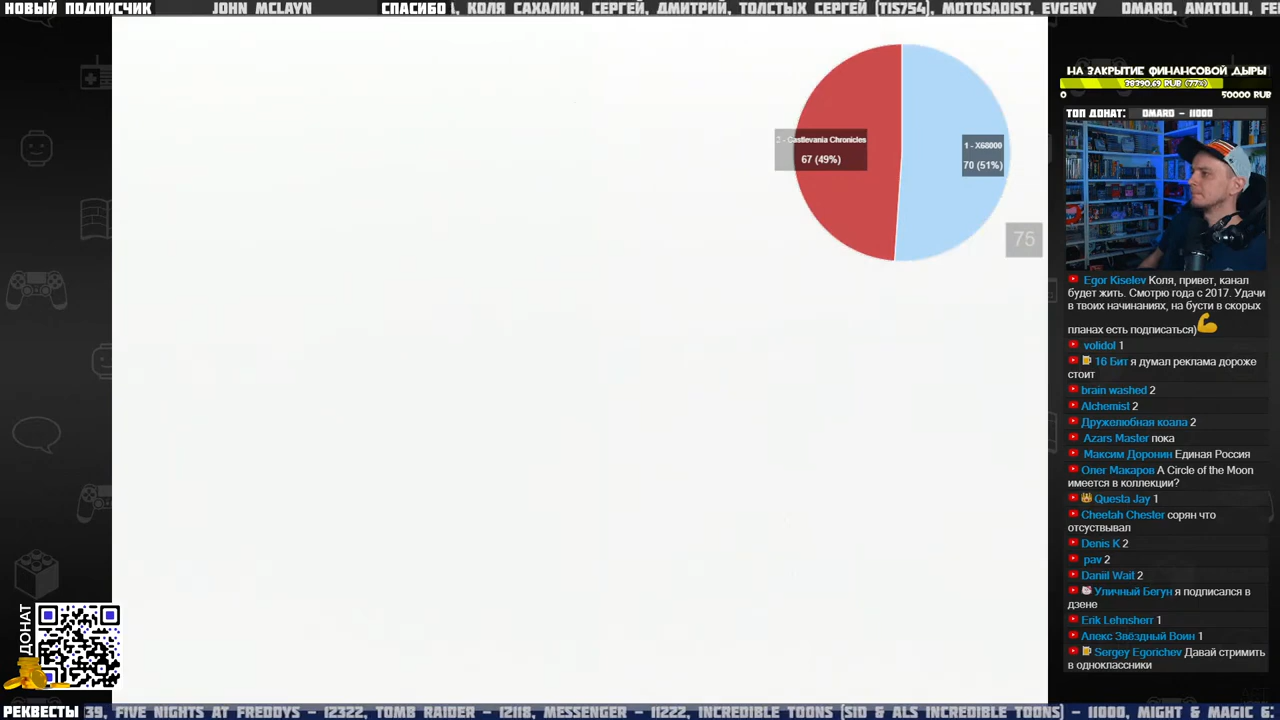 НОВЫЙ ПОДПИСЧИК JOHN MCLAYN СПАСИБО КОЛЯ САХАЛИН, СЕРГЕЙ, ДМИТРИЙ, ТОЛСТЫХ СЕРГЕЙ (TIS754), MOTOSADIST, EVGENY OMARD, ANATOLII,
2 - Castlevania Chronicles
67 (49%)
1 - X68000
70 (51%)
75
НА ЗАКРЫТИЕ ФИНАНСОВОЙ ДЫРЫ
38390.69 RUB (77%)
0 50000 RUB
ТОП ДОНАТ: OMARD - 11000
Egor Kiselev Коля, привет, канал
будет жить. Смотрю года с 2017. Удачи
в твоих начинаниях, на бусти в скорых
планах есть подписаться)
volidol 1
16 Бит я думал реклама дороже
стоит
brain washed 2
Alchemist 2
Дружелюбная коала 2
Azars Master пока
Максим Доронин Единая Россия
Олег Макаров А Circle of the Moon
имеется в коллекции?
Questa Jay 1
Cheetah Chester сорян что
отсуствывал
Denis K 2
pav 2
Daniil Wait 2
Уличный Бегун я подписался в
дзене
Erik Lehnsherr 1
Алекс Звёздный Воин 1
Sergey Egorichev Давай стримить
в одноклассники
ДОНАТ
РЕКВЕСТЫ 39, FIVE NIGHTS AT FREDDYS - 12322, TOMB RAIDER - 12118, MESSENGER - 11222, INCREDIBLE TOONS (SID & ALS INCREDIBLE TOONS) - 11000, MIGHT & MAGIC 6: